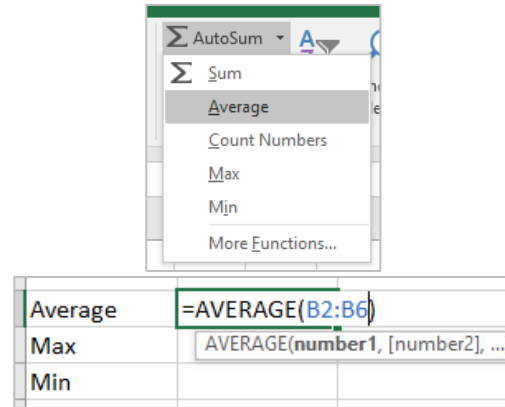 Σ AutoSum
A
Σ Sum
Average
Count Numbers
Max
Min
More Functions...
Average =AVERAGE(B2:B6)
Max AVERAGE(number1, [number2], ...
Min